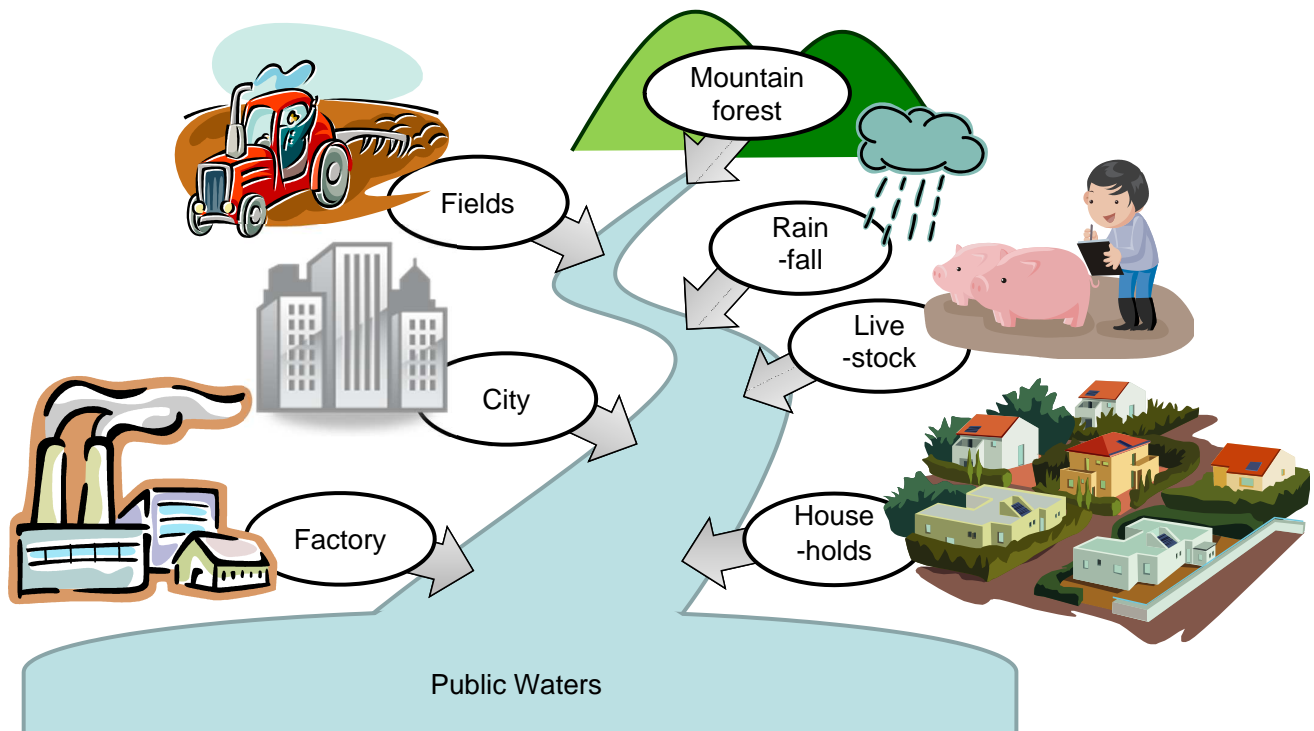 Mountain
forest
Fields
Rain
-fall
Live
-stock
City
House
-holds
Factory
Public Waters